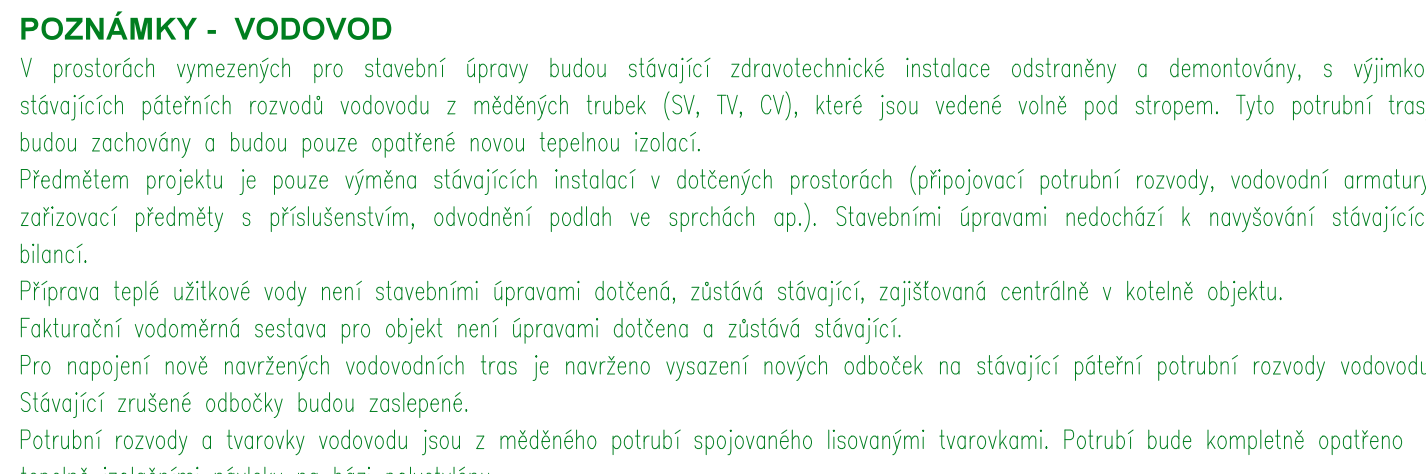 POZNÁMKY - VODOVOD
V prostorách vymezených pro stavební úpravy budou stávající zdravotechnické instalace odstraněny a demontovány, s výjimko
stávajících páteřních rozvodů vodovodu z měděných trubek (SV, TV, CV), které jsou vedené volně pod stropem. Tyto potrubní tras
budou zachovány a budou pouze opatřené novou tepelnou izolací.
Předmětem projektu je pouze výměna stávajících instalací v dotčených prostorách (připojovací potrubní rozvody, vodovodní armatury
zařizovací předměty s příslušenstvím, odvodnění podlah ve sprchách ap.). Stavebními úpravami nedochází k navyšování stávajícíc
bilancí.
Příprava teplé užitkové vody není stavebními úpravami dotčená, zůstává stávající, zajišťovaná centrálně v kotelně objektu.
Fakturační vodoměrná sestava pro objekt není úpravami dotčena a zůstává stávající.
Pro napojení nově navržených vodovodních tras je navrženo vysazení nových odboček na stávající páteřní potrubní rozvody vodovodu
Stávající zrušené odbočky budou zaslepené.
Potrubní rozvody a tvarovky vodovodu jsou z měděného potrubí spojovaného lisovanými tvarovkami. Potrubí bude kompletně opatřeno